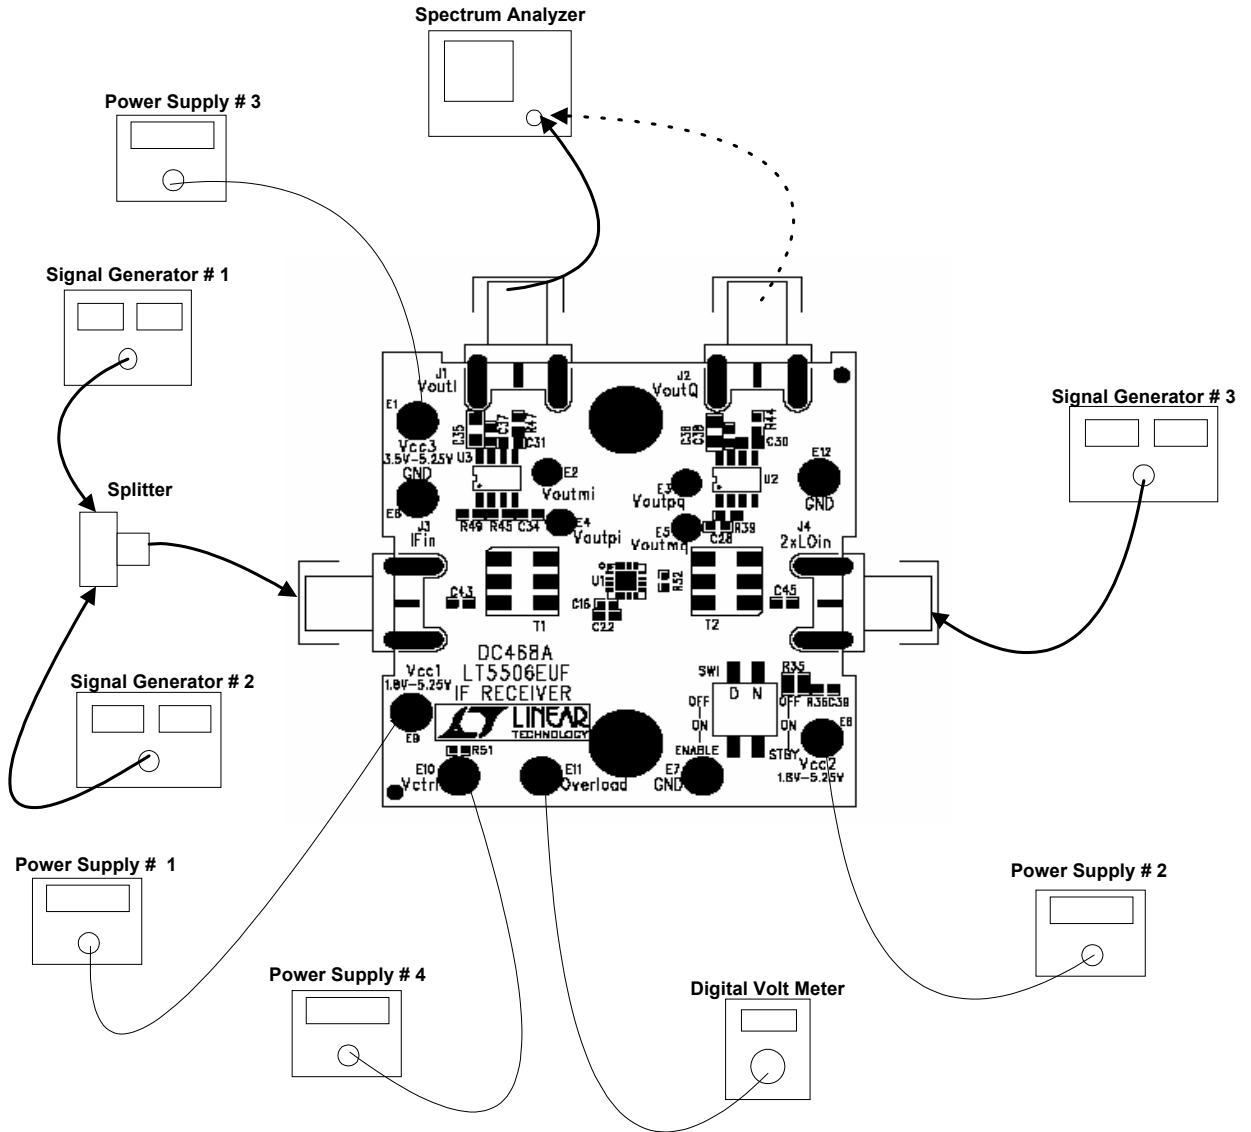 Spectrum Analyzer
Power Supply # 3
Signal Generator # 1
Signal Generator # 3
Splitter
Signal Generator # 2
Power Supply # 1
Power Supply # 4
Power Supply # 2
Digital Volt Meter
J1
VoutI
J2
VoutQ
E1
Vcc3
3.5V-5.25V
GND
E6
C35
C37
R47
C31
U3
E2
Voutmi
R49
R45
C34
E4
Voutpi
C38
R44
C30
U2
E3
Voutpq
E5
Voutmq
C28
R39
E12
GND
J3
IFin
J4
2xLOin
C43
T1
U1
R52
C16
C22
T2
C45
DC468A
LT5506EUF
IF RECEIVER
LINEAR
TECHNOLOGY
Vcc1
1.8V-5.25V
E9
R51
E10
Vctrl
E11
Overload
E7
GND
SW1
D N
OFF
ON
ENABLE
OFF
ON
STBY
R35
R36
C39
E8
Vcc2
1.8V-5.25V